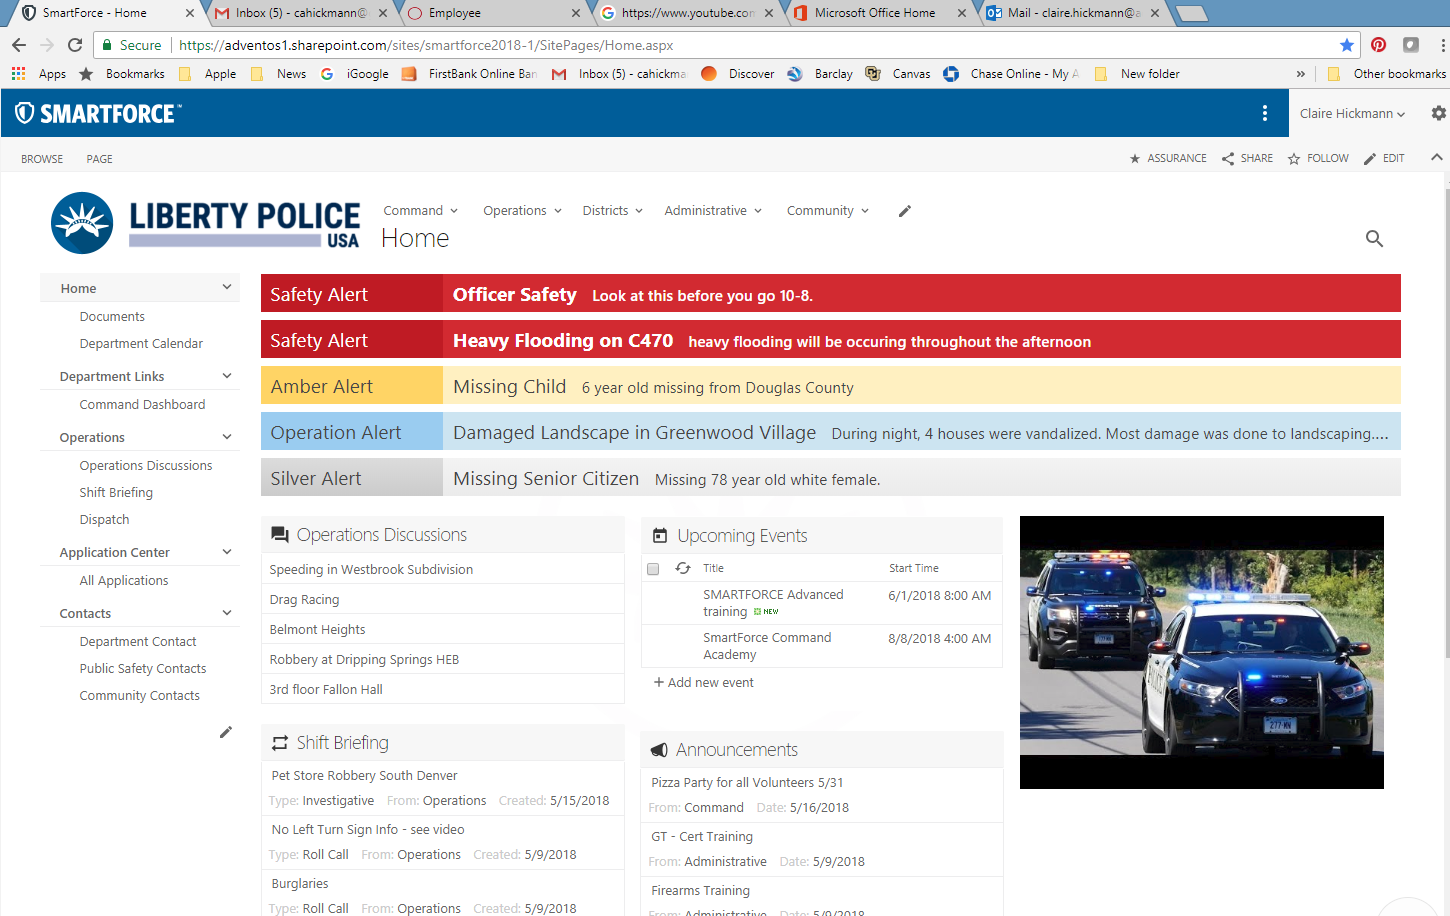 SmartForce - Home
Inbox (5) - cahickmann@
Employee
https://www.youtube.com
Microsoft Office Home
Mail - claire.hickmann@a
Secure
https://adventos1.sharepoint.com/sites/smartforce2018-1/SitePages/Home.aspx
Apps
Bookmarks
Apple
News
iGoogle
FirstBank Online Ban
Inbox (5) - cahickma
Discover
Barclay
Canvas
Chase Online - My A
New folder
»
Other bookmarks
SMARTFORCE™
Claire Hickmann
BROWSE
PAGE
ASSURANCE
SHARE
FOLLOW
EDIT
LIBERTY POLICE
USA
Command
Operations
Districts
Administrative
Community
Home
Home
Documents
Department Calendar
Department Links
Command Dashboard
Operations
Operations Discussions
Shift Briefing
Dispatch
Application Center
All Applications
Contacts
Department Contact
Public Safety Contacts
Community Contacts
Safety Alert Officer Safety Look at this before you go 10-8.
Safety Alert Heavy Flooding on C470 heavy flooding will be occuring throughout the afternoon
Amber Alert Missing Child 6 year old missing from Douglas County
Operation Alert Damaged Landscape in Greenwood Village During night, 4 houses were vandalized. Most damage was done to landscaping....
Silver Alert Missing Senior Citizen Missing 78 year old white female.
Operations Discussions
Speeding in Westbrook Subdivision
Drag Racing
Belmont Heights
Robbery at Dripping Springs HEB
3rd floor Fallon Hall
Upcoming Events
Title Start Time
SMARTFORCE Advanced 6/1/2018 8:00 AM
training NEW
SmartForce Command 8/8/2018 4:00 AM
Academy
+ Add new event
Shift Briefing
Pet Store Robbery South Denver
Type: Investigative From: Operations Created: 5/15/2018
No Left Turn Sign Info - see video
Type: Roll Call From: Operations Created: 5/9/2018
Burglaries
Type: Roll Call From: Operations Created: 5/9/2018
Announcements
Pizza Party for all Volunteers 5/31
From: Command Date: 5/16/2018
GT - Cert Training
From: Administrative Date: 5/9/2018
Firearms Training
From: Administrative Date: 5/9/2018
277-MN